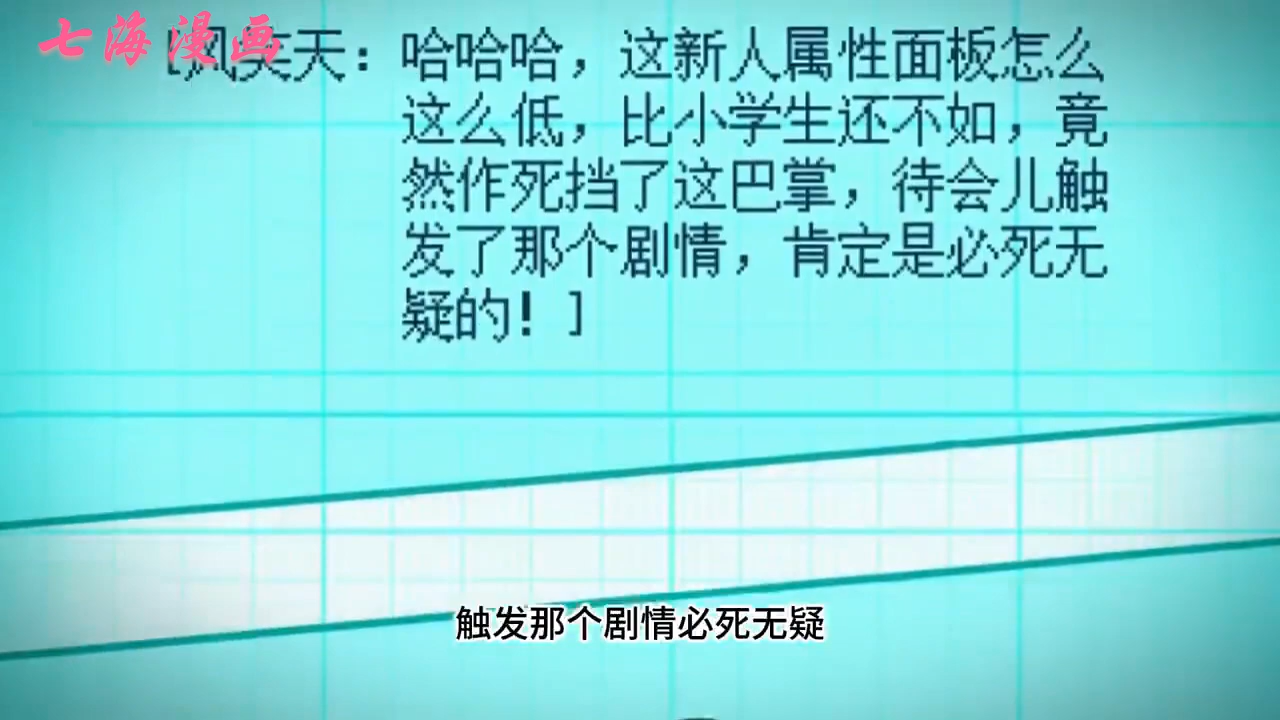 七海漫画
[风笑天：哈哈哈，这新人属性面板怎么
这么低，比小学生还不如，竟
然作死挡了这巴掌，待会儿触
发了那个剧情，肯定是必死无
疑的！]
触发那个剧情必死无疑